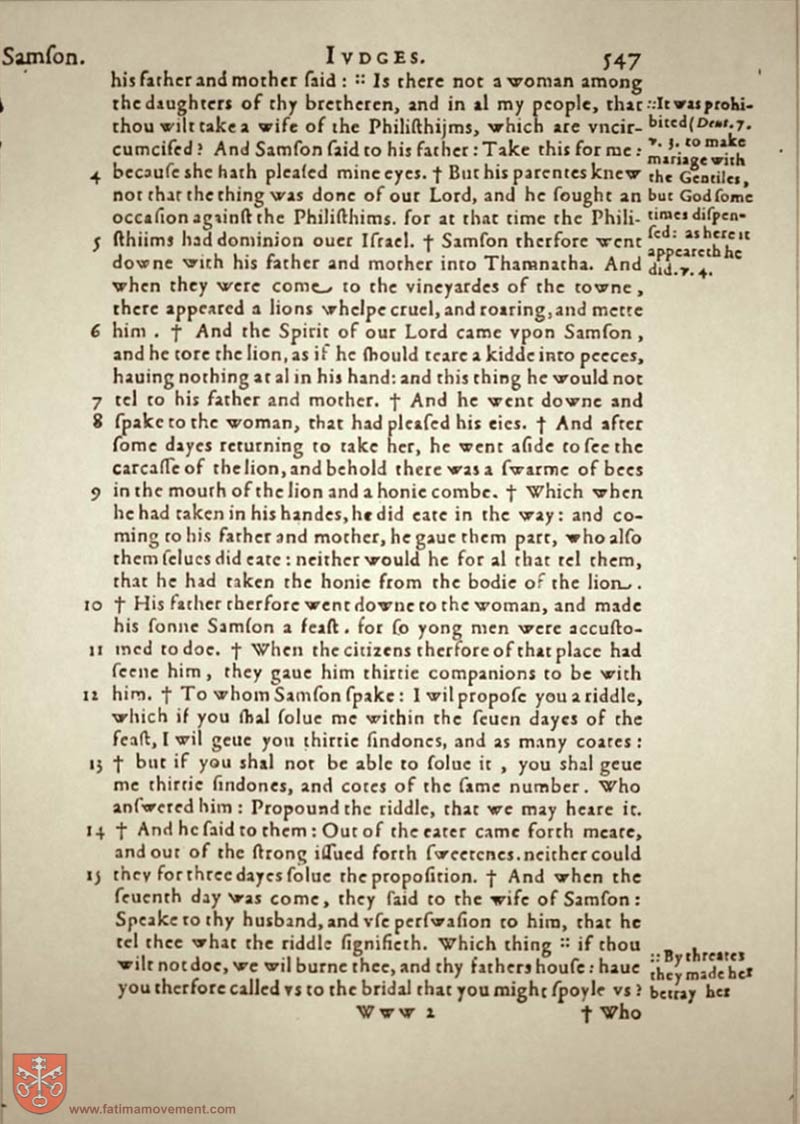 Samſon.
IVDGES.
547
his father and mother ſaid : :: Is there not a woman among
the daughters of thy bretheren, and in al my people, that
thou wilt take a wife of the Philiſthijms, which are vncir-
cumciſed? And Samſon ſaid to his father : Take this for me :
4 becauſe ſhe hath pleaſed mine eyes. † But his parentes knew
not that the thing was done of our Lord, and he ſought an
occaſion againſt the Philiſthims. for at that time the Phili-
5 ſthiims had dominion ouer Iſrael. † Samſon therfore went
downe with his father and mother into Thamnatha. And
when they were come to the vineyardes of the towne,
there appeared a lions whelpe cruel, and roaring, and mette
6 him. † And the Spirit of our Lord came vpon Samſon,
and he tore the lion, as if he ſhould teare a kidde into peeces,
hauing nothing at al in his hand: and this thing he would not
7 tel to his father and mother. † And he went downe and
8 ſpake to the woman, that had pleaſed his eies. † And after
ſome dayes returning to take her, he went aſide to ſee the
carcaſſe of the lion, and behold there was a ſwarme of bees
9 in the mouth of the lion and a honie combe. † Which when
he had taken in his handes, he did eate in the way: and co-
ming to his father and mother, he gaue them part, who alſo
them ſelues did eate : neither would he for al that tel them,
that he had taken the honie from the bodie of the lion.
10 † His father therfore went downe to the woman, and made
his ſonne Samſon a feaſt. for ſo yong men were accuſto-
11 med to doe. † When the citizens therfore of that place had
ſeene him, they gaue him thirtie companions to be with
12 him. † To whom Samſon ſpake : I wil propoſe you a riddle,
which if you ſhal ſolue me within the ſeuen dayes of the
feaſt, I wil geue you thirtie ſindones, and as many coates :
13 † but if you shal not be able to ſolue it , you shal geue
me thirtie ſindones, and cotes of the ſame number. Who
anſwered him : Propound the riddle, that we may heare it.
14 † And he ſaid to them : Out of the eater came forth meate,
and out of the ſtrong iſſued forth ſweetenes. neither could
15 they for three dayes ſolue the propoſition. † And when the
ſeuenth day was come, they ſaid to the wife of Samſon :
Speake to thy husband, and vſe perſwaſion to him, that he
tel thee what the riddle ſignifieth. Which thing :: if thou
wilt not doe, we wil burne thee, and thy fathers houſe : haue
you therfore called vs to the bridal that you might ſpoyle vs?
Www 2
† Who
:: It was prohi-
bited (Deut. 7.
v. 3. to make
mariage with
the Gentiles,
but God ſome
times diſpen-
ſed: as here it
appeareth he
did. v. 4.
:: By threates
they made her
betray her
www.fatimamovement.com